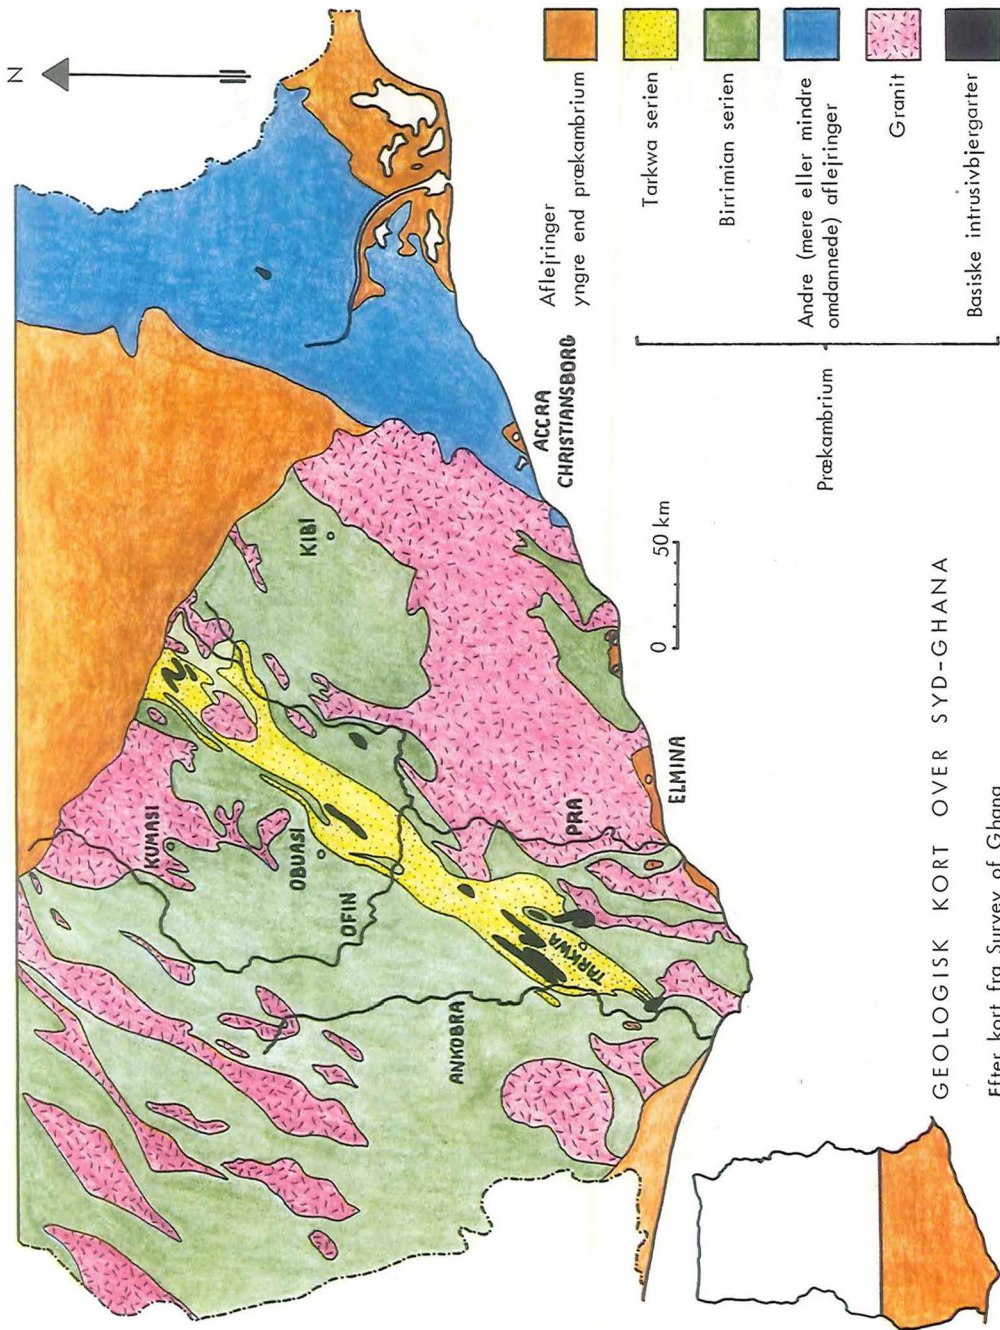 N
KUMASI
OBUASI
OFIN
ANKOBRA
TARKWA
PRA
KIBI
ELMINA
ACCRA
CHRISTIANSBORG
0 50 km
Aflejringer
yngre end prækambrium
Tarkwa serien
Birrimian serien
Andre (mere eller mindre
omdannede) aflejringer
Granit
Basiske intrusivbjergarter
Prækambrium
GEOLOGISK KORT OVER SYD-GHANA
Efter kort fra Survey of Ghana